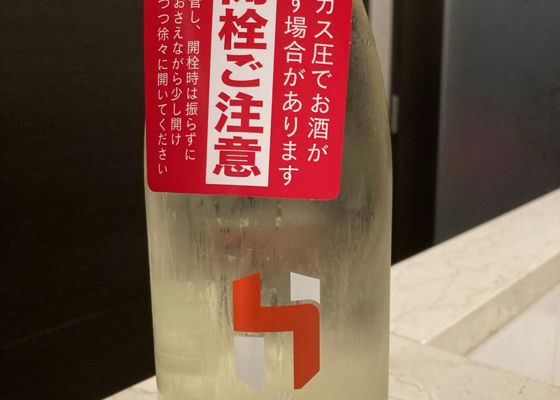 ガス圧でお酒が
す場合があります
開栓ご注意
管し、開栓時は振らずに
おさえながら少し開け
つつ徐々に開いてください